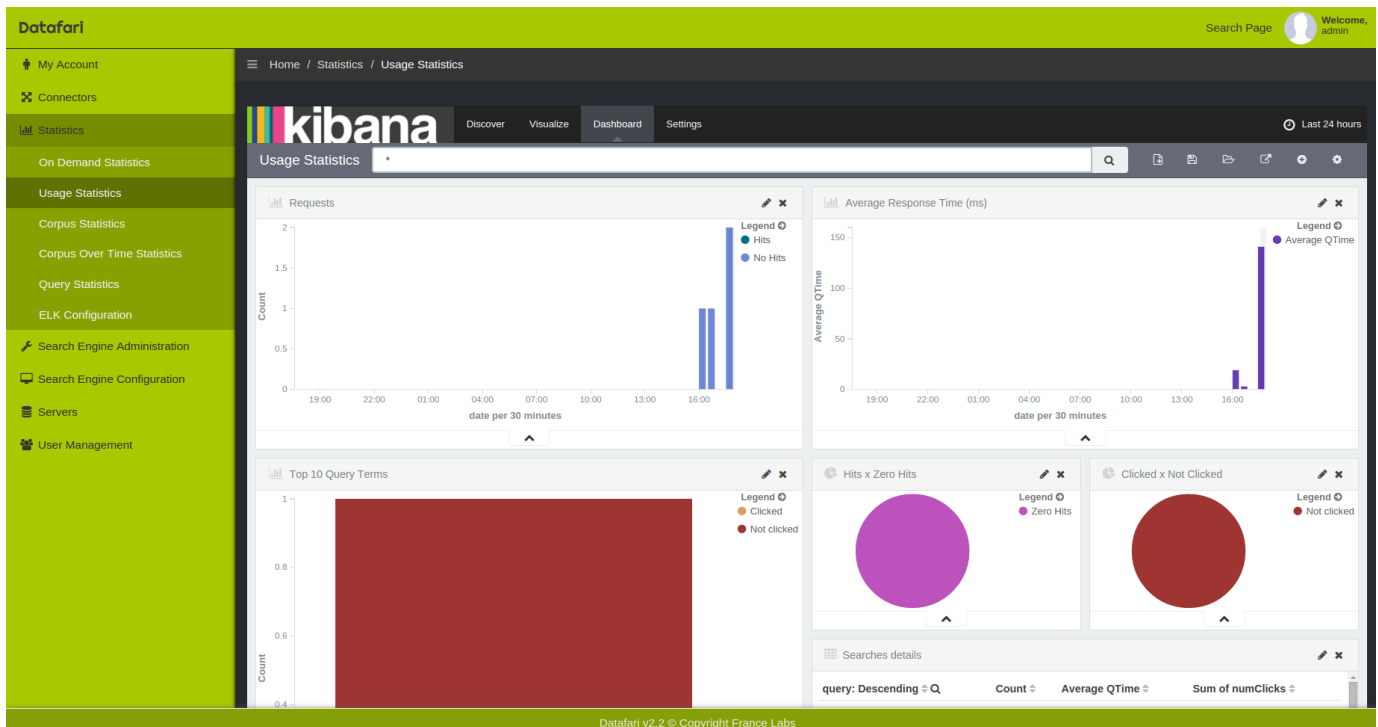 Datafari
Search Page
Welcome,
admin
My Account
Connectors
Statistics
On Demand Statistics
Usage Statistics
Corpus Statistics
Corpus Over Time Statistics
Query Statistics
ELK Configuration
Search Engine Administration
Search Engine Configuration
Servers
User Management
Home / Statistics / Usage Statistics
kibana
Discover Visualize Dashboard Settings
Last 24 hours
Usage Statistics
*
Requests
Legend
Hits
No Hits
2
1.5
1
0.5
0
Count
19:00 22:00 01:00 04:00 07:00 10:00 13:00 16:00
date per 30 minutes
Average Response Time (ms)
Legend
Average QTime
150
100
50
0
Average QTime
19:00 22:00 01:00 04:00 07:00 10:00 13:00 16:00
date per 30 minutes
Top 10 Query Terms
Legend
Clicked
Not clicked
1
0.8
0.6
0.4
Count
Hits x Zero Hits
Legend
Zero Hits
Clicked x Not Clicked
Legend
Not clicked
Searches details
query: Descending Count Average QTime Sum of numClicks
Datafari v2.2 © Copyright France Labs